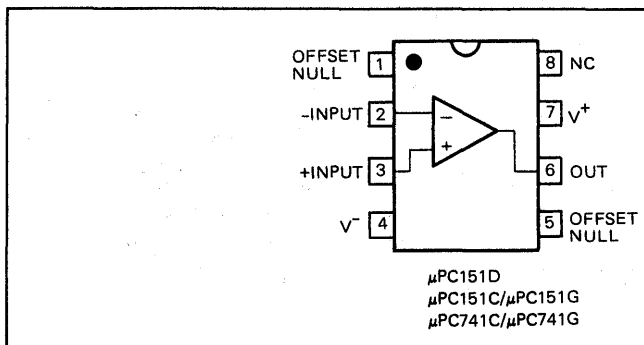 OFFSET
NULL
1
8
NC
-INPUT
2
−
7
V+
+INPUT
3
+
6
OUT
V−
4
5
OFFSET
NULL
μPC151D
μPC151C/μPC151G
μPC741C/μPC741G